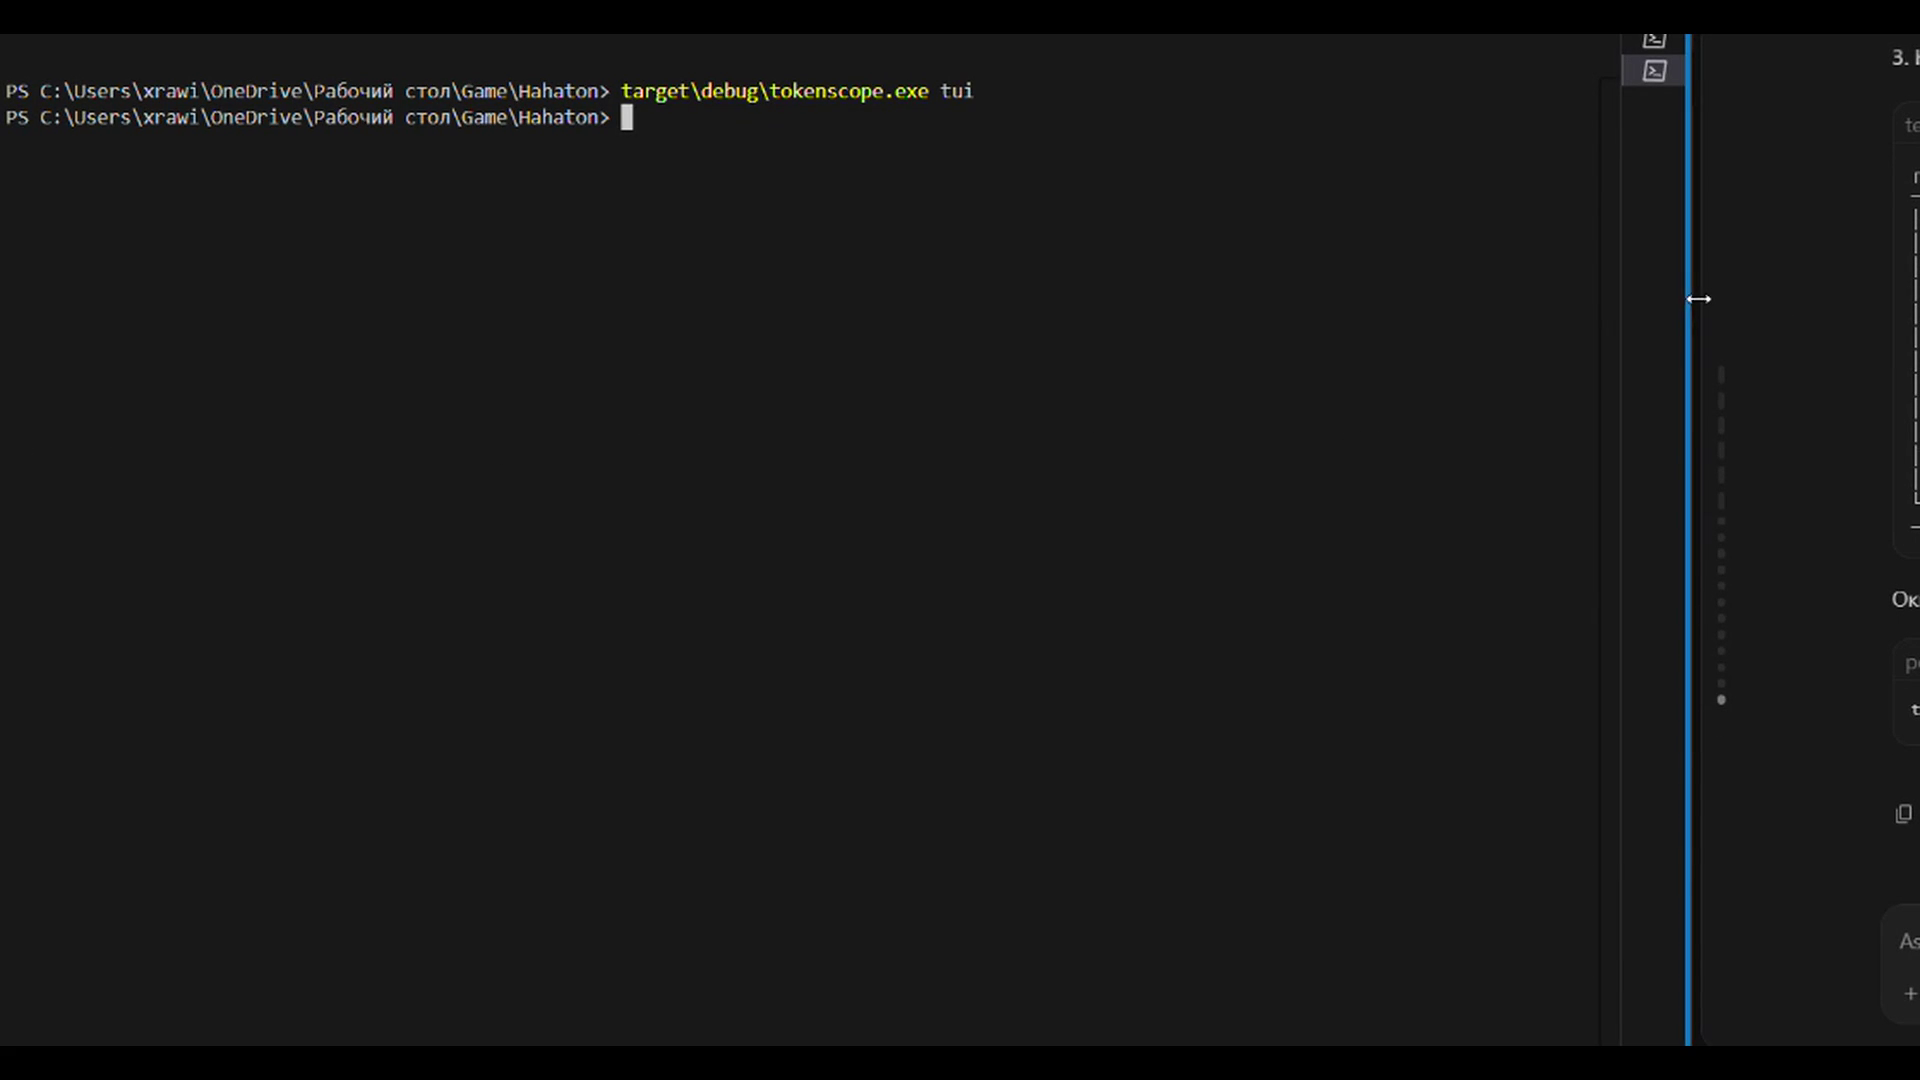 PS C:\Users\xrawi\OneDrive\Рабочий стол\Game\Hahaton> target\debug\tokenscope.exe tui
PS C:\Users\xrawi\OneDrive\Рабочий стол\Game\Hahaton>
3.